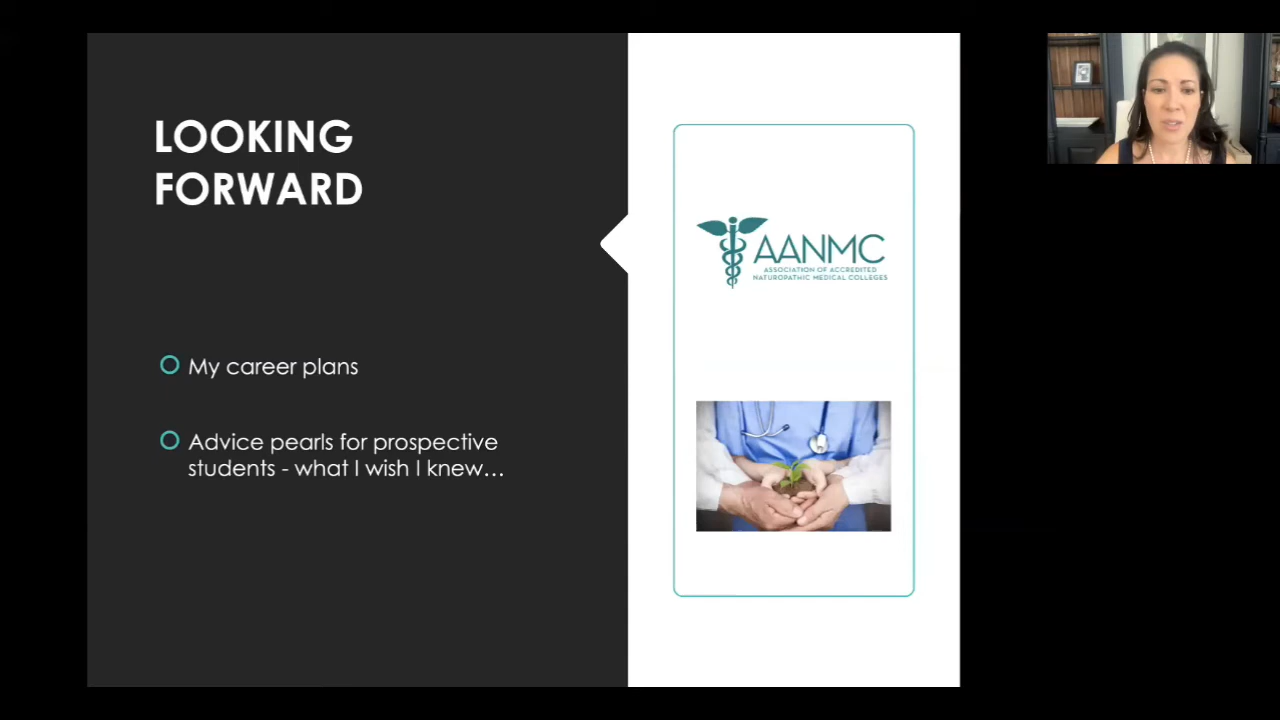 LOOKING
FORWARD
My career plans
Advice pearls for prospective
students - what I wish I knew...
AANMC
ASSOCIATION OF ACCREDITED
NATUROPATHIC MEDICAL COLLEGES